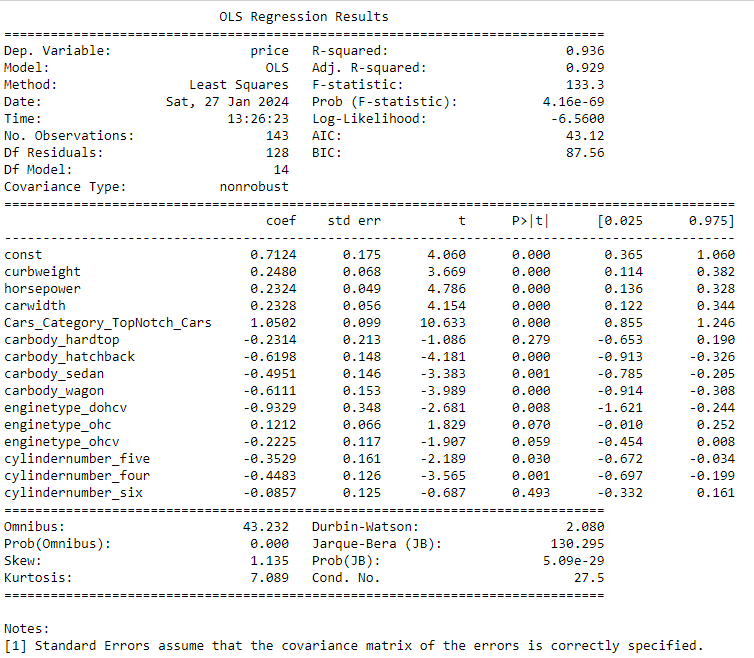 OLS Regression Results
==============================================================================
Dep. Variable:                  price   R-squared:                       0.936
Model:                            OLS   Adj. R-squared:                  0.929
Method:                 Least Squares   F-statistic:                     133.3
Date:                Sat, 27 Jan 2024   Prob (F-statistic):           4.16e-69
Time:                        13:26:23   Log-Likelihood:                -6.5600
No. Observations:                 143   AIC:                             43.12
Df Residuals:                     128   BIC:                             87.56
Df Model:                          14
Covariance Type:            nonrobust
===============================================================================================
                                  coef    std err          t      P>|t|      [0.025      0.975]
-----------------------------------------------------------------------------------------------
const                           0.7124      0.175      4.060      0.000       0.365       1.060
curbweight                      0.2480      0.068      3.669      0.000       0.114       0.382
horsepower                      0.2324      0.049      4.786      0.000       0.136       0.328
carwidth                        0.2328      0.056      4.154      0.000       0.122       0.344
Cars_Category_TopNotch_Cars     1.0502      0.099     10.633      0.000       0.855       1.246
carbody_hardtop                -0.2314      0.213     -1.086      0.279      -0.653       0.190
carbody_hatchback              -0.6198      0.148     -4.181      0.000      -0.913      -0.326
carbody_sedan                  -0.4951      0.146     -3.383      0.001      -0.785      -0.205
carbody_wagon                  -0.6111      0.153     -3.989      0.000      -0.914      -0.308
enginetype_dohcv               -0.9329      0.348     -2.681      0.008      -1.621      -0.244
enginetype_ohc                  0.1212      0.066      1.829      0.070      -0.010       0.252
enginetype_ohcv                -0.2225      0.117     -1.907      0.059      -0.454       0.008
cylindernumber_five            -0.3529      0.161     -2.189      0.030      -0.672      -0.034
cylindernumber_four            -0.4483      0.126     -3.565      0.001      -0.697      -0.199
cylindernumber_six             -0.0857      0.125     -0.687      0.493      -0.332       0.161
==============================================================================
Omnibus:                       43.232   Durbin-Watson:                   2.080
Prob(Omnibus):                  0.000   Jarque-Bera (JB):              130.295
Skew:                           1.135   Prob(JB):                     5.09e-29
Kurtosis:                       7.089   Cond. No.                         27.5
==============================================================================
Notes:
[1] Standard Errors assume that the covariance matrix of the errors is correctly specified.